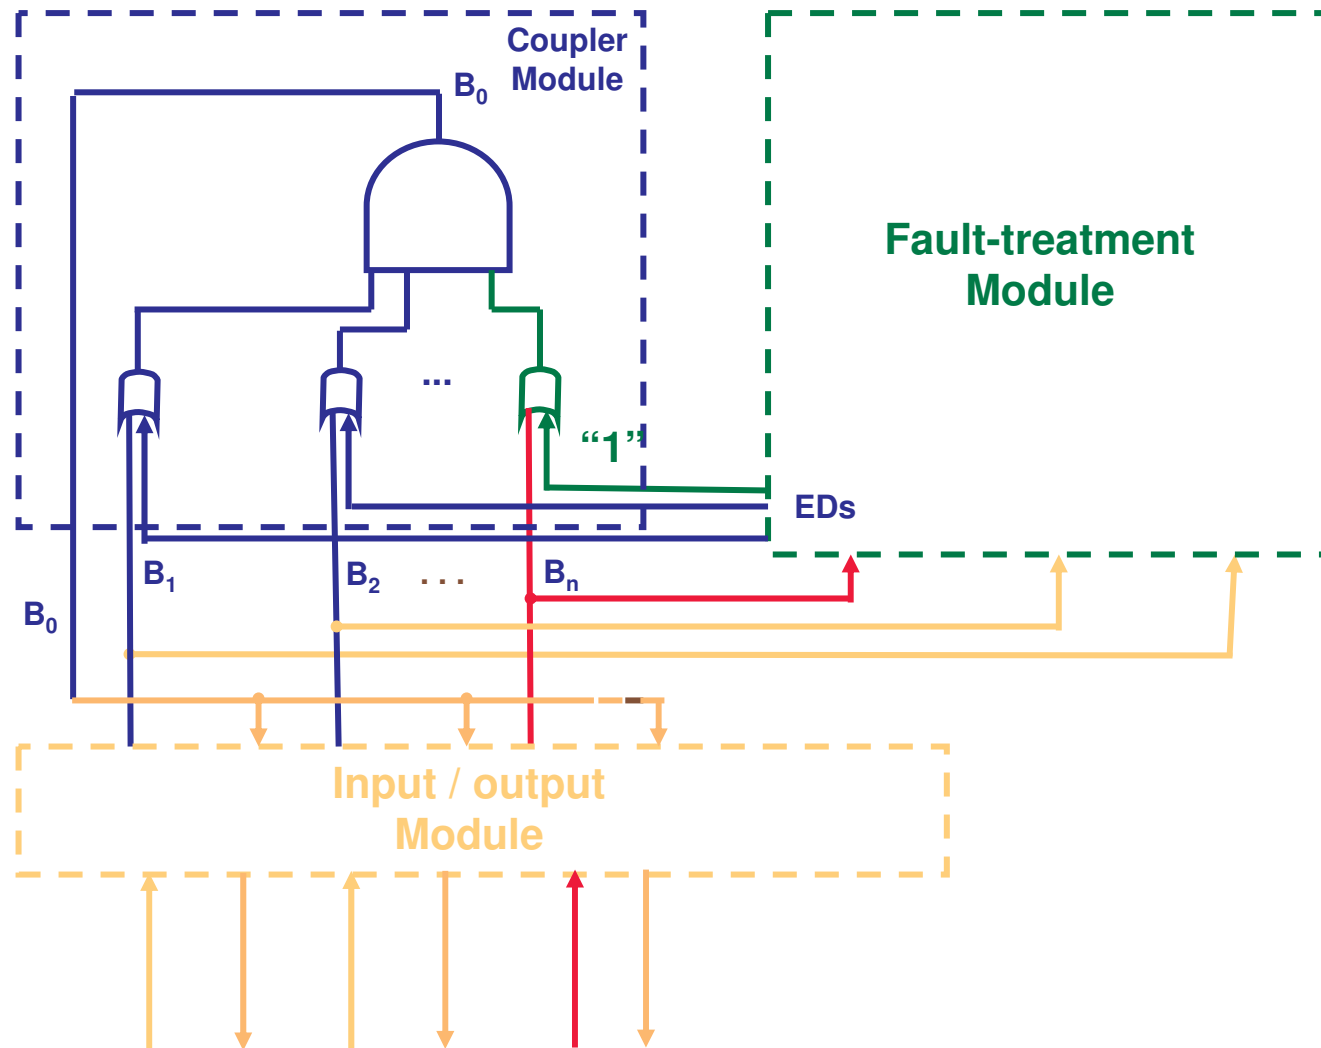 Coupler
Module
B₀
Fault-treatment
Module
...
“1”
EDs
B₁
B₂
. . .
Bₙ
B₀
Input / output
Module